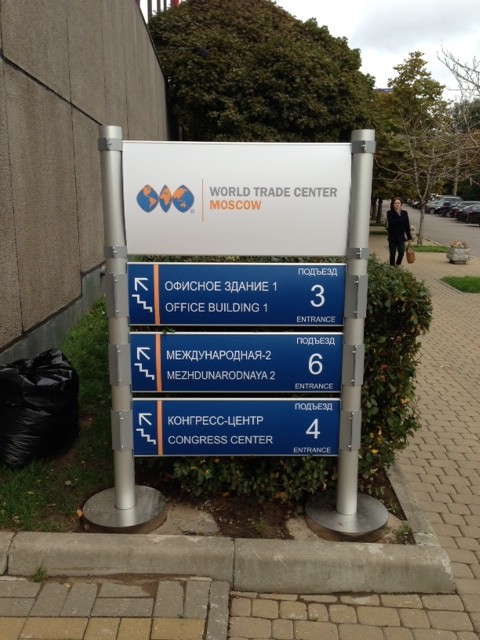 WORLD TRADE CENTER
MOSCOW
ОФИСНОЕ ЗДАНИЕ 1
OFFICE BUILDING 1
ПОДЪЕЗД
3
ENTRANCE
МЕЖДУНАРОДНАЯ-2
MEZHDUNARODNAYA 2
ПОДЪЕЗД
6
ENTRANCE
КОНГРЕСС-ЦЕНТР
CONGRESS CENTER
ПОДЪЕЗД
4
ENTRANCE